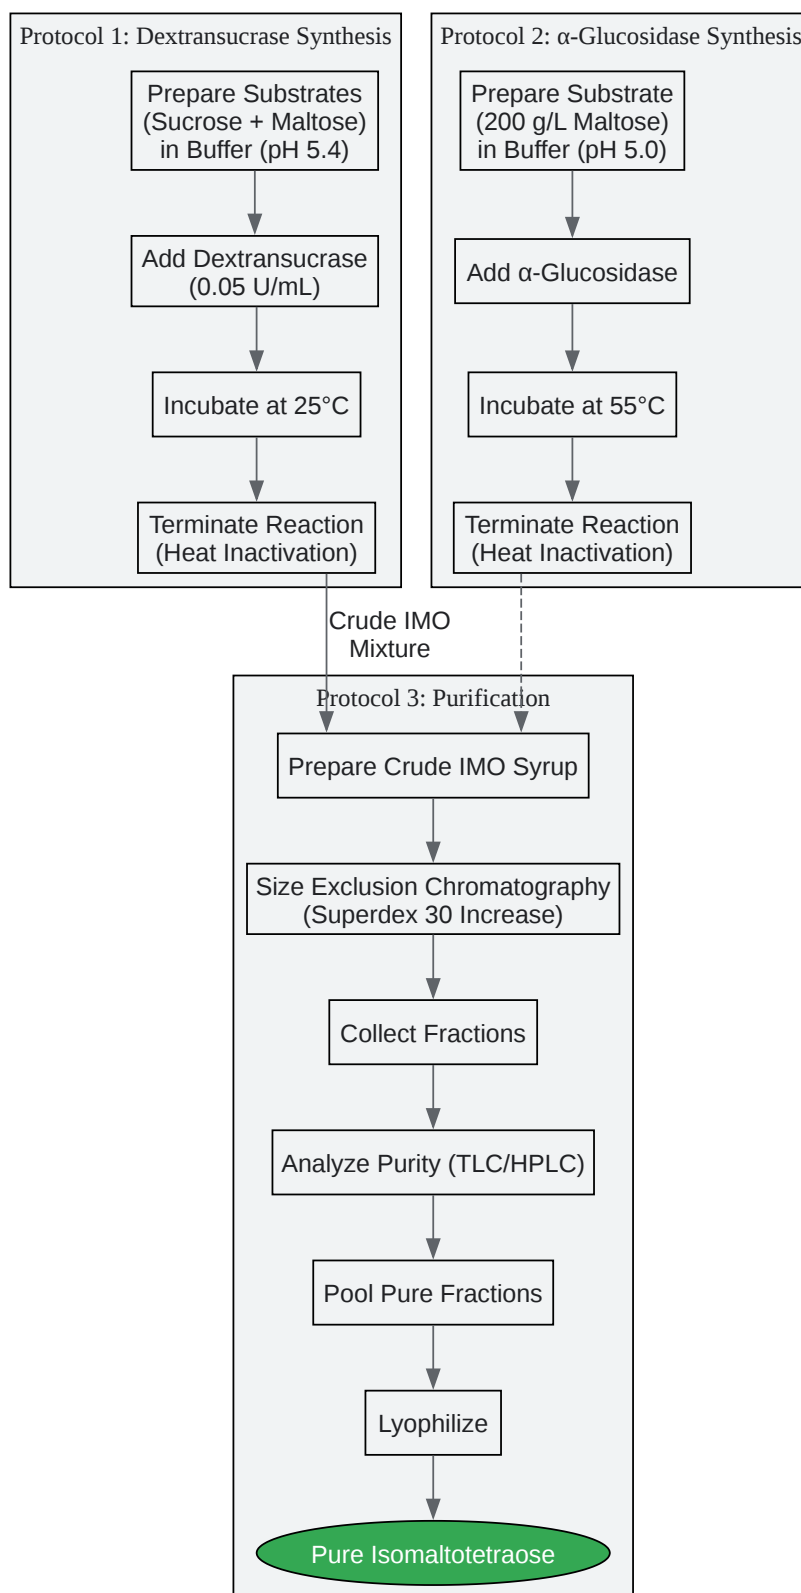 Protocol 1: Dextransucrase Synthesis
Prepare Substrates
(Sucrose + Maltose)
in Buffer (pH 5.4)
Add Dextransucrase
(0.05 U/mL)
Incubate at 25°C
Terminate Reaction
(Heat Inactivation)
Protocol 2: α-Glucosidase Synthesis
Prepare Substrate
(200 g/L Maltose)
in Buffer (pH 5.0)
Add α-Glucosidase
Incubate at 55°C
Terminate Reaction
(Heat Inactivation)
Crude IMO
Mixture
Protocol 3: Purification
Prepare Crude IMO Syrup
Size Exclusion Chromatography
(Superdex 30 Increase)
Collect Fractions
Analyze Purity (TLC/HPLC)
Pool Pure Fractions
Lyophilize
Pure Isomaltotetraose